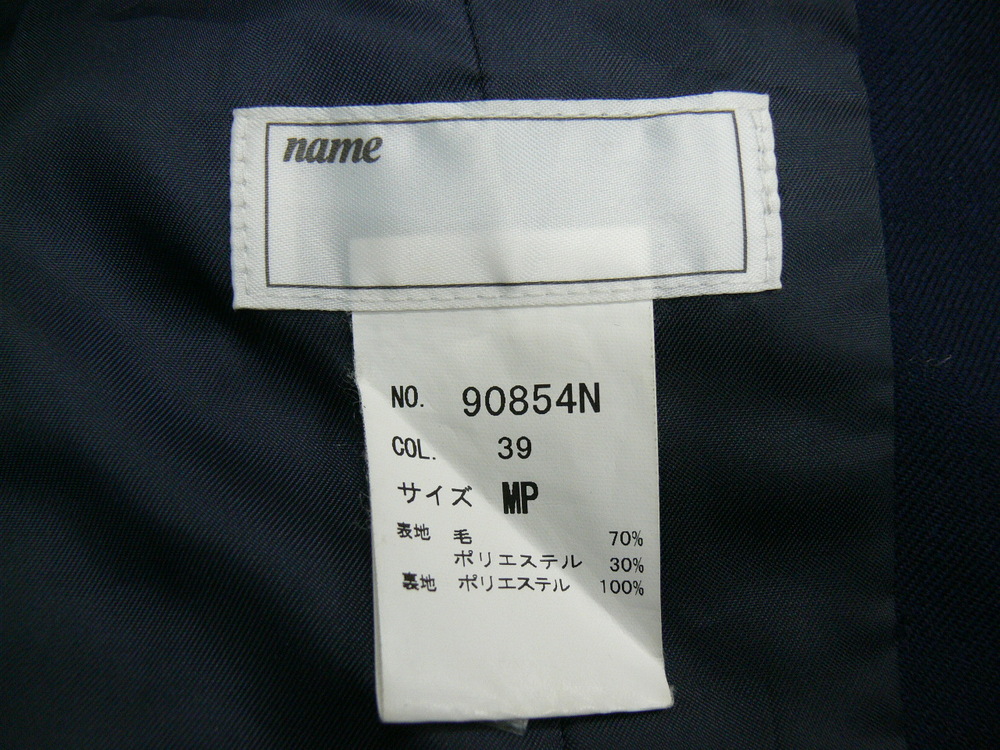 name
NO. 90854N
COL. 39
サイズ MP
表地 毛 70%
ポリエステル 30%
裏地 ポリエステル 100%